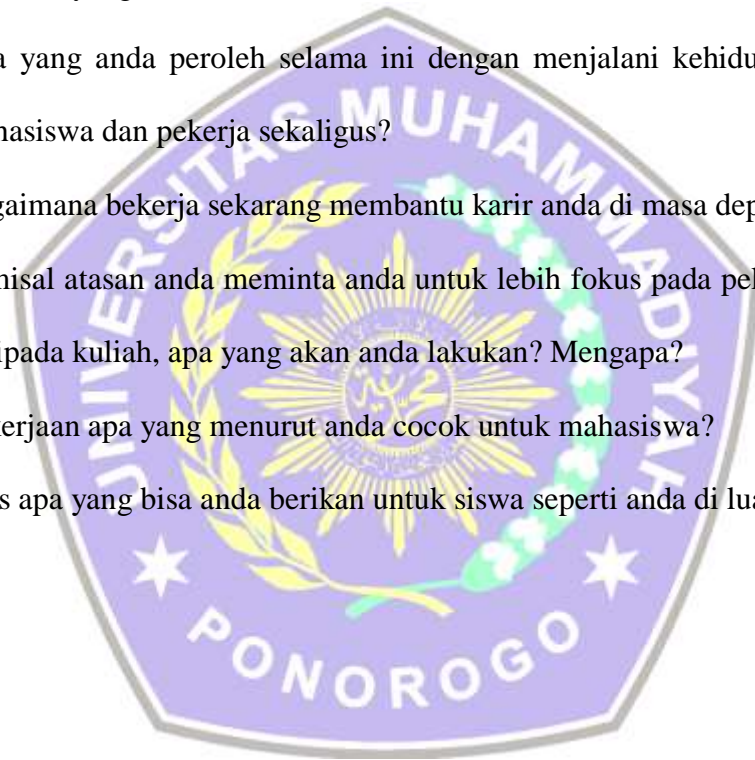 a yang anda peroleh selama ini dengan menjalani kehidu
hasiswa dan pekerja sekaligus?
gaimana bekerja sekarang membantu karir anda di masa dep
nisal atasan anda meminta anda untuk lebih fokus pada pe
ipada kuliah, apa yang akan anda lakukan? Mengapa?
kerjaan apa yang menurut anda cocok untuk mahasiswa?
s apa yang bisa anda berikan untuk siswa seperti anda di lua
UNIVERSITAS MUHAMMADIYAH
PONOROGO